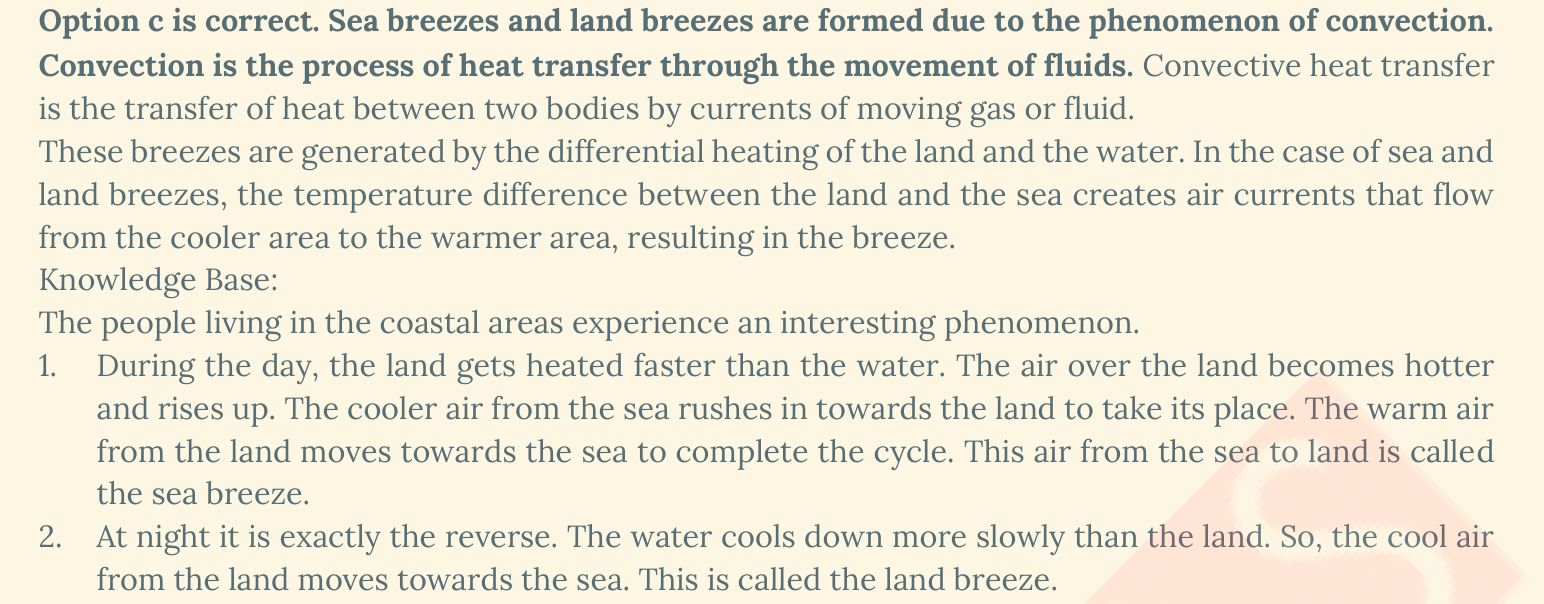 Option c is correct. Sea breezes and land breezes are formed due to the phenomenon of convection.
Convection is the process of heat transfer through the movement of fluids. Convective heat transfer
is the transfer of heat between two bodies by currents of moving gas or fluid.
These breezes are generated by the differential heating of the land and the water. In the case of sea and
land breezes, the temperature difference between the land and the sea creates air currents that flow
from the cooler area to the warmer area, resulting in the breeze.
Knowledge Base:
The people living in the coastal areas experience an interesting phenomenon.
1. During the day, the land gets heated faster than the water. The air over the land becomes hotter
and rises up. The cooler air from the sea rushes in towards the land to take its place. The warm air
from the land moves towards the sea to complete the cycle. This air from the sea to land is called
the sea breeze.
2. At night it is exactly the reverse. The water cools down more slowly than the land. So, the cool air
from the land moves towards the sea. This is called the land breeze.